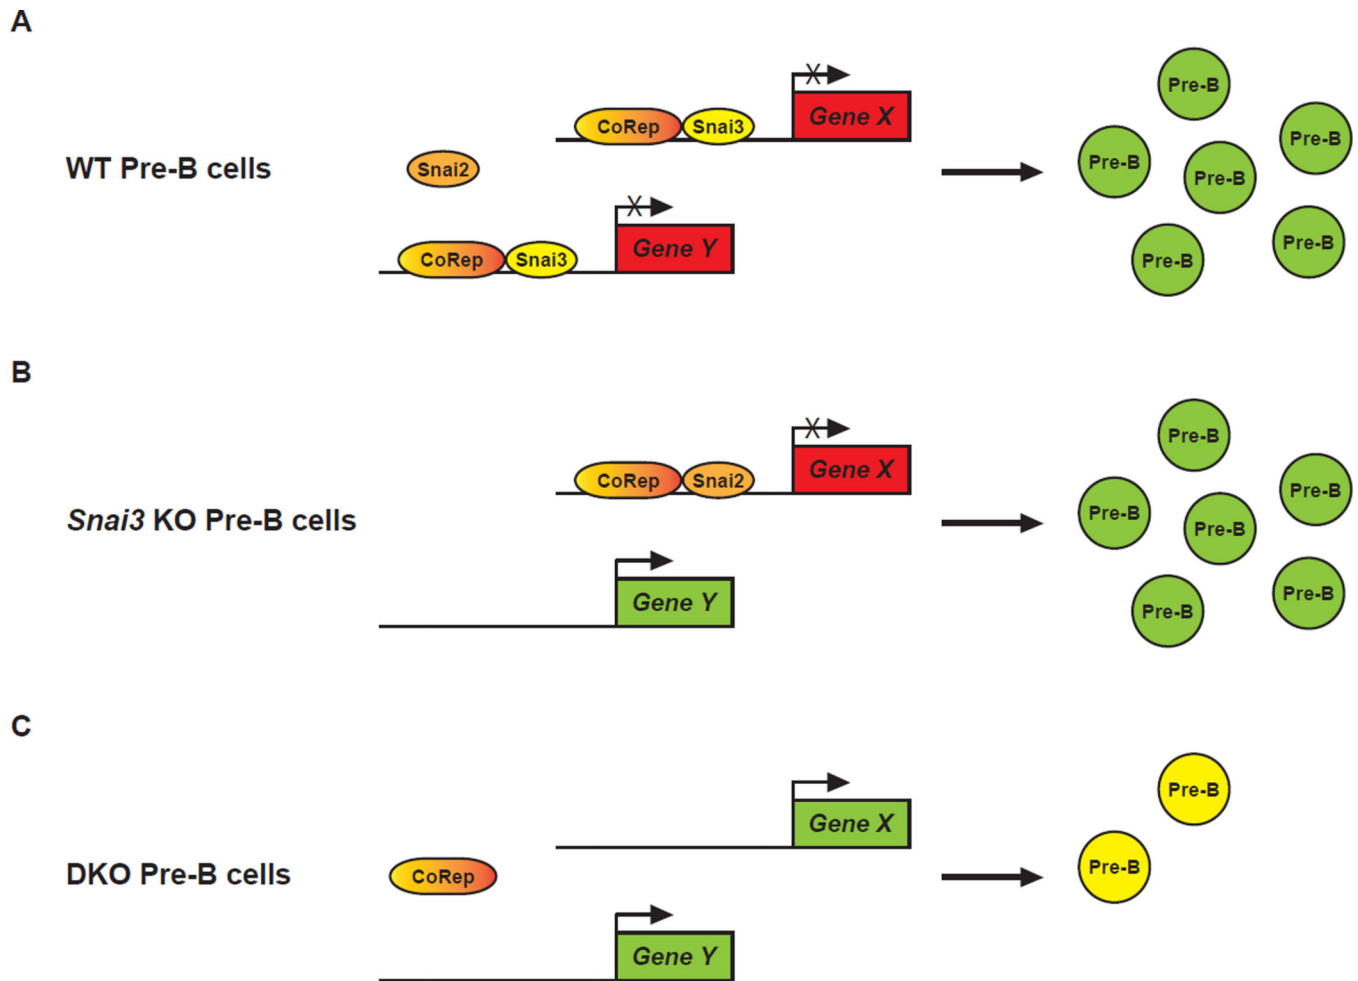 A
WT Pre-B cells
CoRep Snai3
X
Gene X
Snai2
CoRep Snai3
X
Gene Y
Pre-B
Pre-B
Pre-B
Pre-B
Pre-B
Pre-B
B
Snai3 KO Pre-B cells
CoRep Snai2
X
Gene X
Gene Y
Pre-B
Pre-B
Pre-B
Pre-B
Pre-B
Pre-B
C
DKO Pre-B cells
Gene X
CoRep
Gene Y
Pre-B
Pre-B